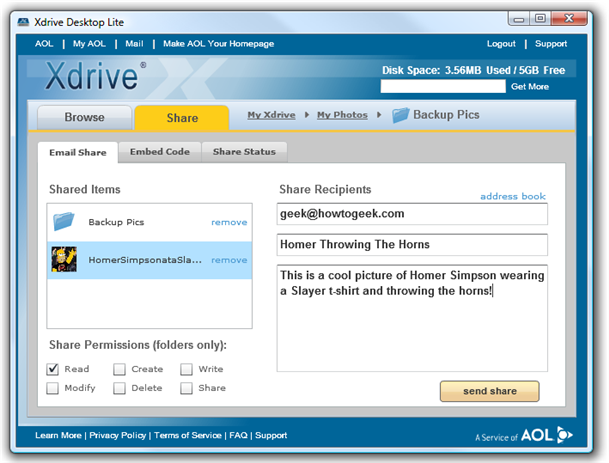 Xdrive Desktop Lite
AOL | My AOL | Mail | Make AOL Your Homepage
Logout | Support
Xdrive®
Disk Space: 3.56MB Used / 5GB Free
Get More
Browse
Share
My Xdrive
My Photos
Backup Pics
Email Share
Embed Code
Share Status
Shared Items
Backup Pics
remove
HomerSimpsonataSla...
remove
Share Permissions (folders only):
Read
Create
Write
Modify
Delete
Share
Share Recipients
address book
geek@howtogeek.com
Homer Throwing The Horns
This is a cool picture of Homer Simpson wearing
a Slayer t-shirt and throwing the horns!
send share
Learn More | Privacy Policy | Terms of Service | FAQ | Support
A Service of AOL